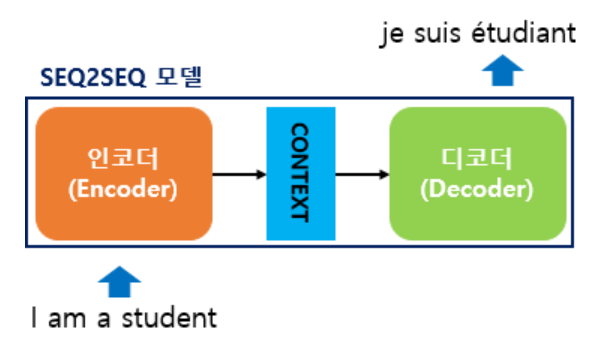 je suis étudiant
SEQ2SEQ 모델
인코더
(Encoder)
CONTEXT
디코더
(Decoder)
I am a student